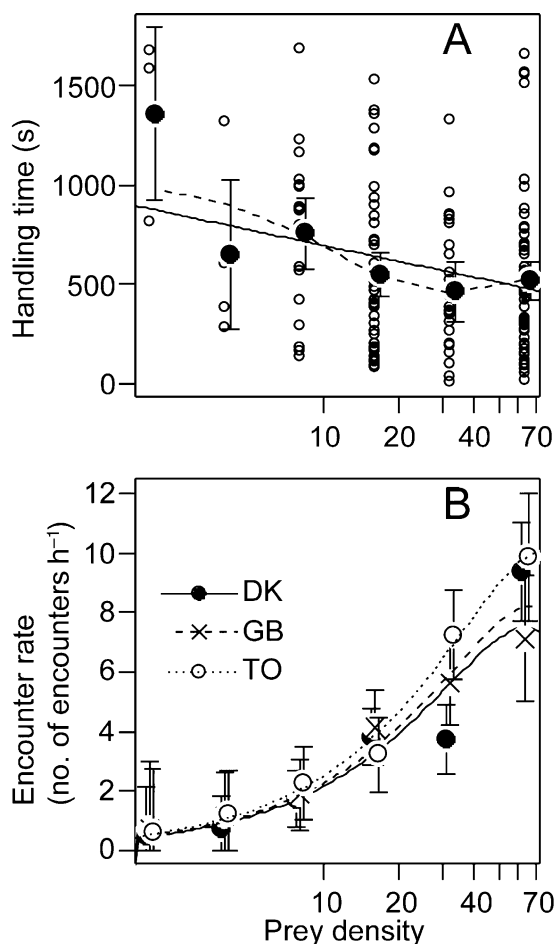 A
Handling time (s)
1500
1000
500
0
10 20 40 70
B
Encounter rate
(no. of encounters h⁻¹)
12
10
8
6
4
2
0
DK
GB
TO
10 20 40 70
Prey density